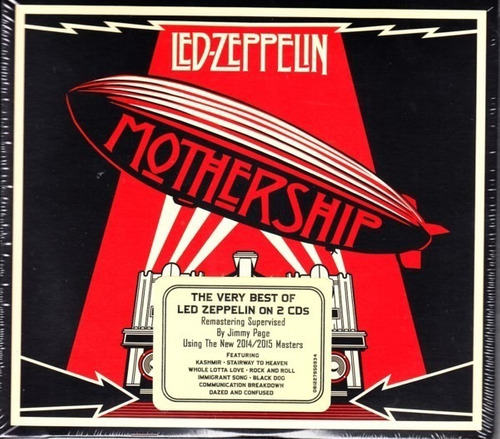 LED-ZEPPELIN
MOTHERSHIP
THE VERY BEST OF
LED ZEPPELIN ON 2 CDs
Remastering Supervised
By Jimmy Page
Using The New 2014/2015 Masters
FEATURING
KASHMIR · STAIRWAY TO HEAVEN
WHOLE LOTTA LOVE · ROCK AND ROLL
IMMIGRANT SONG · BLACK DOG
COMMUNICATION BREAKDOWN
DAZED AND CONFUSED